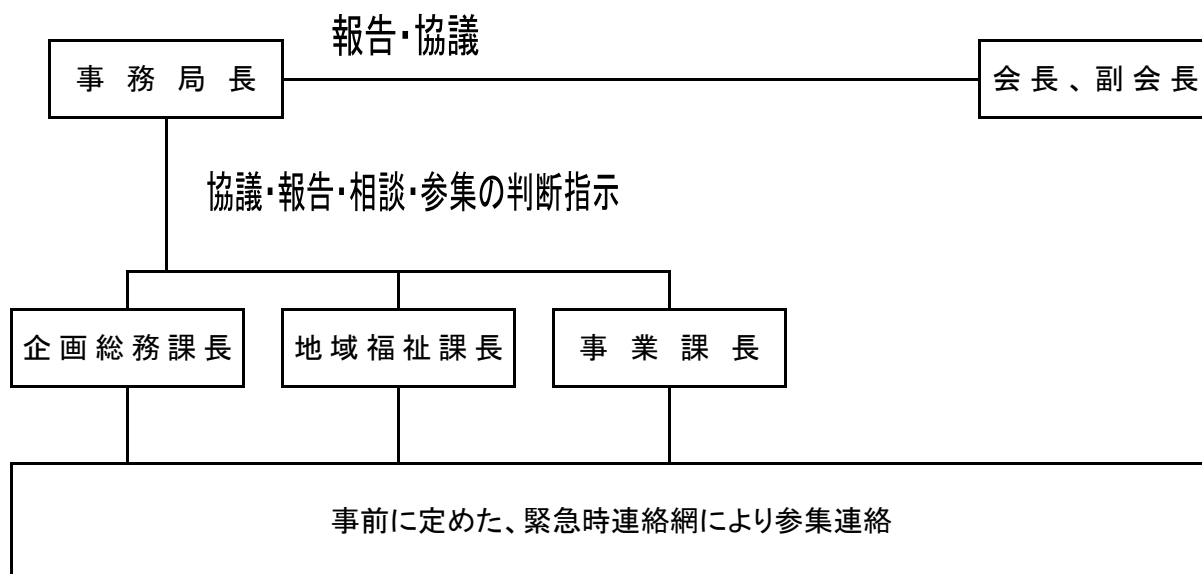 報告・協議
事務局長
会長、副会長
協議・報告・相談・参集の判断指示
企画総務課長
地域福祉課長
事業課長
事前に定めた、緊急時連絡網により参集連絡